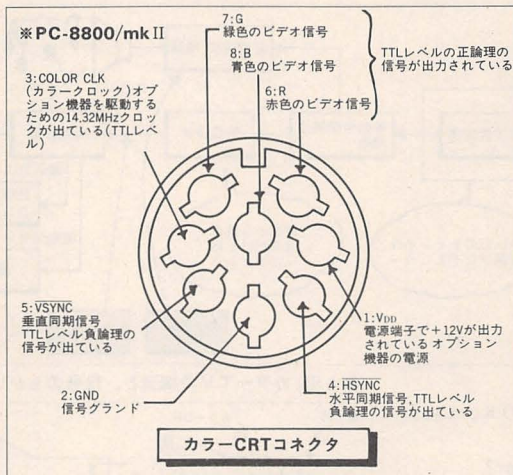 ※PC-8800/mkII
7:G
緑色のビデオ信号
8:B
青色のビデオ信号
6:R
赤色のビデオ信号
TTLレベルの正論理の
信号が出力されている
3:COLOR CLK
(カラークロック)オプ
ション機器を駆動する
ための14.32MHzクロッ
クが出ている(TTLレベ
ル)
5:VSYNC
垂直同期信号
TTLレベル負論理の
信号が出ている
2:GND
信号グランド
1:VDD
電源端子で+12Vが出力
されている オプション
機器の電源
4:HSYNC
水平同期信号,TTLレベル
負論理の信号が出ている
カラーCRTコネクタ